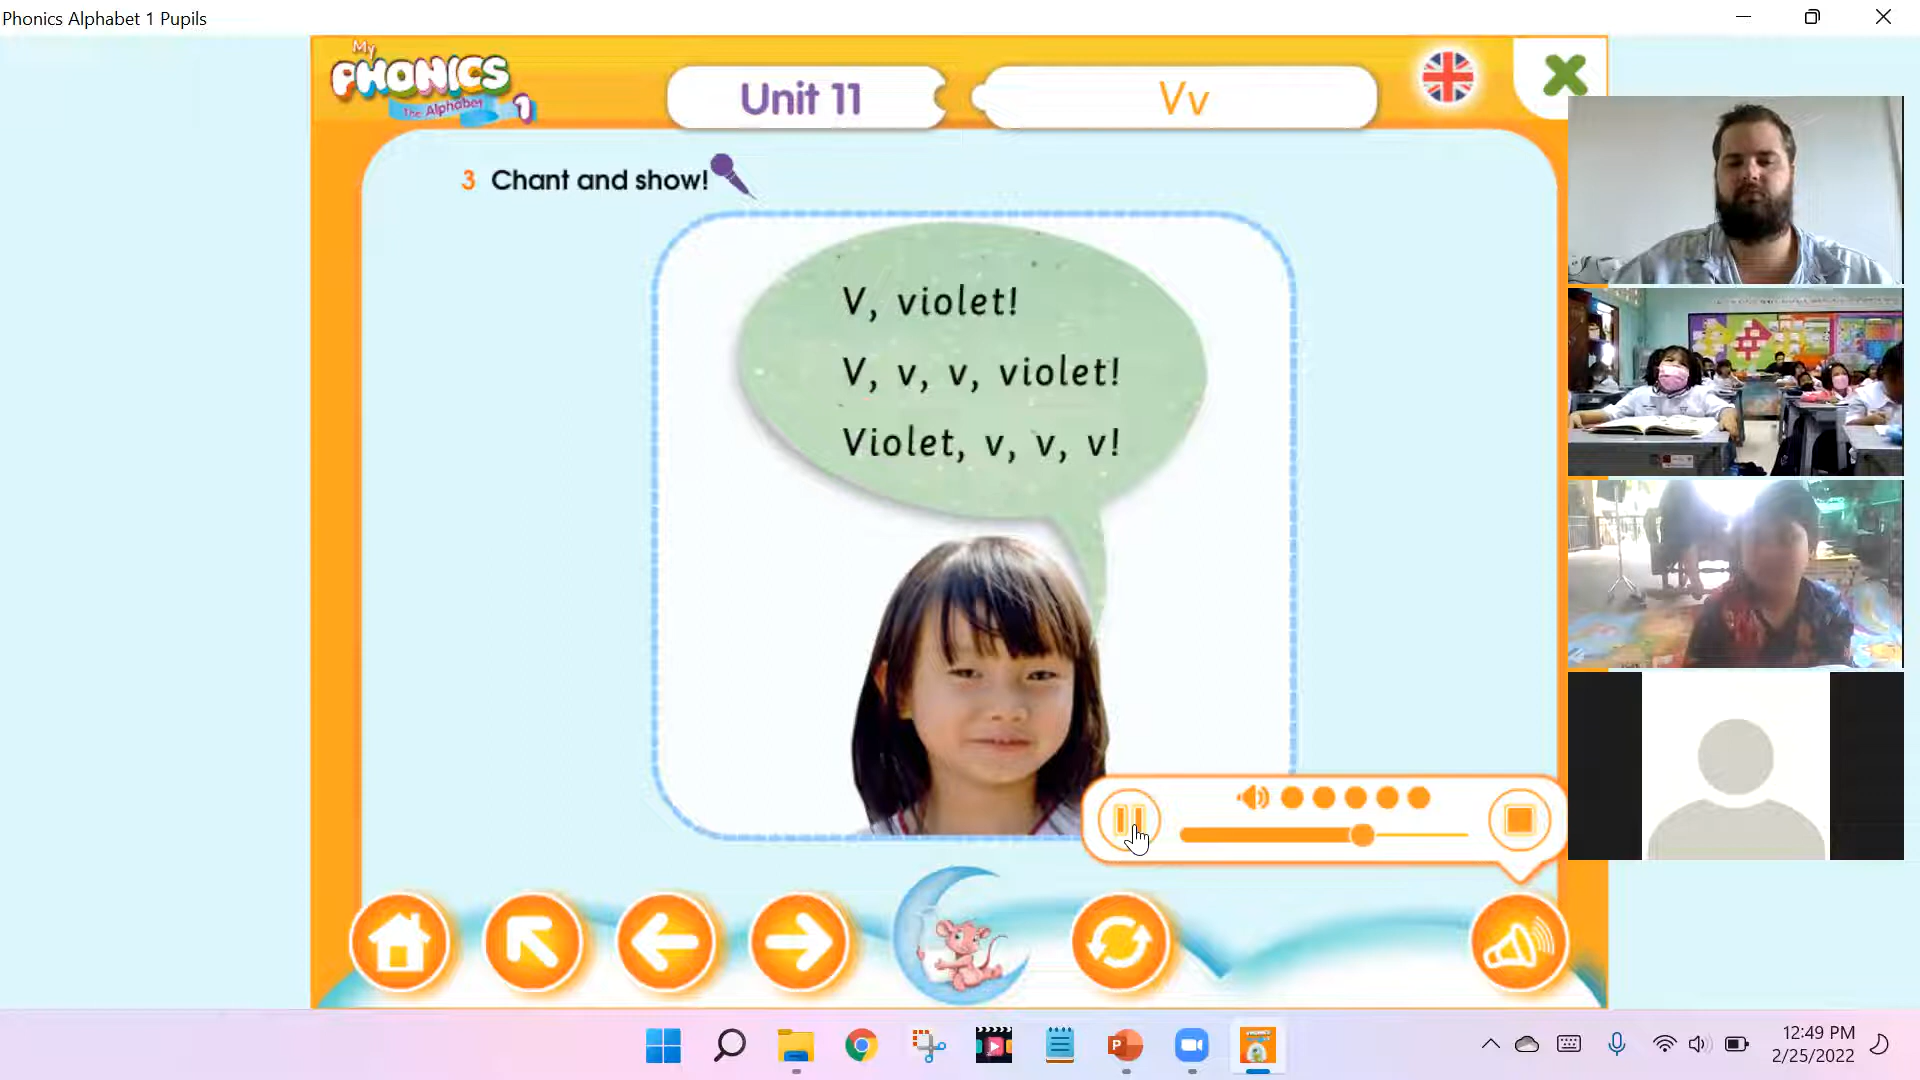 Phonics Alphabet 1 Pupils
My
PHONICS
The Alphabet 1
Unit 11
Vv
3 Chant and show!
V, violet!
V, v, v, violet!
Violet, v, v, v!
12:49 PM
2/25/2022